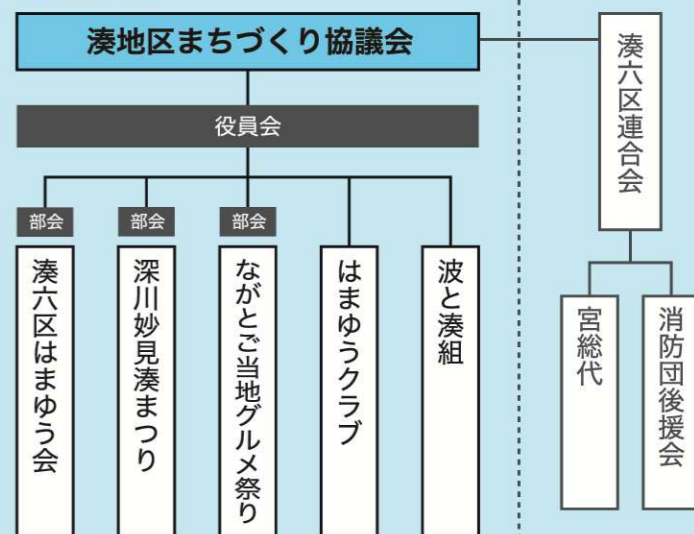 湊地区まちづくり協議会
役員会
部会
湊六区はまゆう会
部会
深川妙見湊まつり
部会
ながとご当地グルメ祭り
はまゆうクラブ
波と湊組
湊六区連合会
宮総代
消防団後援会